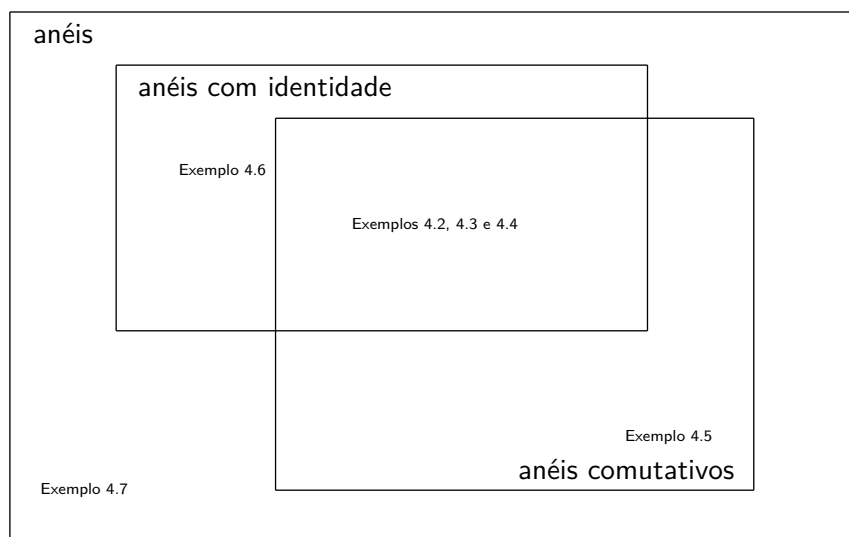 anéis
anéis com identidade
Exemplo 4.6
Exemplos 4.2, 4.3 e 4.4
Exemplo 4.5
anéis comutativos
Exemplo 4.7